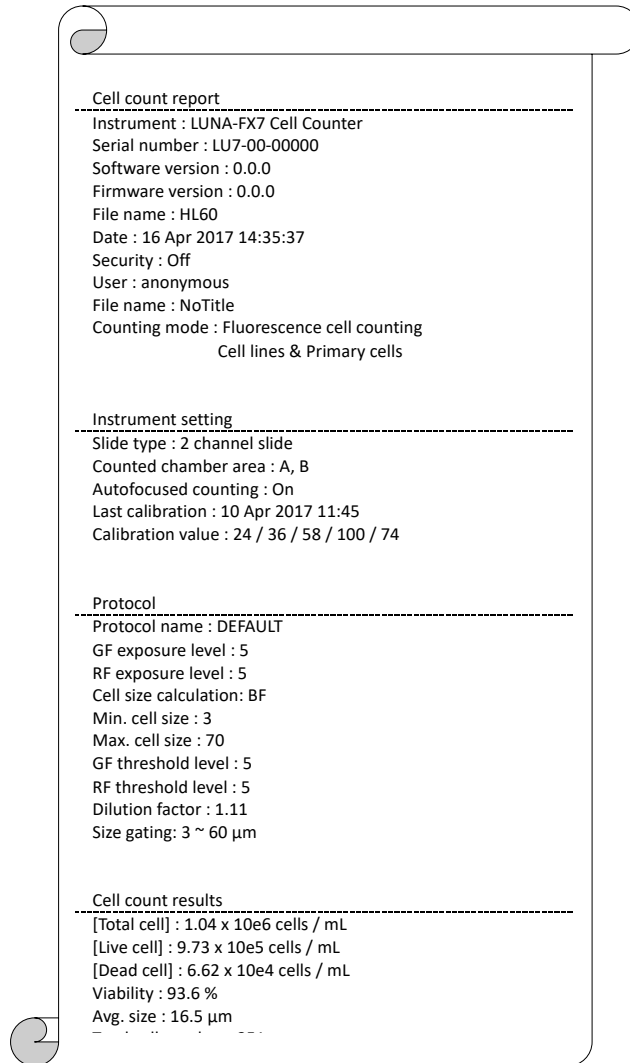 Cell count report
Instrument : LUNA-FX7 Cell Counter
Serial number : LU7-00-00000
Software version : 0.0.0
Firmware version : 0.0.0
File name : HL60
Date : 16 Apr 2017 14:35:37
Security : Off
User : anonymous
File name : NoTitle
Counting mode : Fluorescence cell counting
Cell lines & Primary cells
Instrument setting
Slide type : 2 channel slide
Counted chamber area : A, B
Autofocused counting : On
Last calibration : 10 Apr 2017 11:45
Calibration value : 24 / 36 / 58 / 100 / 74
Protocol
Protocol name : DEFAULT
GF exposure level : 5
RF exposure level : 5
Cell size calculation: BF
Min. cell size : 3
Max. cell size : 70
GF threshold level : 5
RF threshold level : 5
Dilution factor : 1.11
Size gating: 3 ~ 60 µm
Cell count results
[Total cell] : 1.04 x 10e6 cells / mL
[Live cell] : 9.73 x 10e5 cells / mL
[Dead cell] : 6.62 x 10e4 cells / mL
Viability : 93.6 %
Avg. size : 16.5 µm